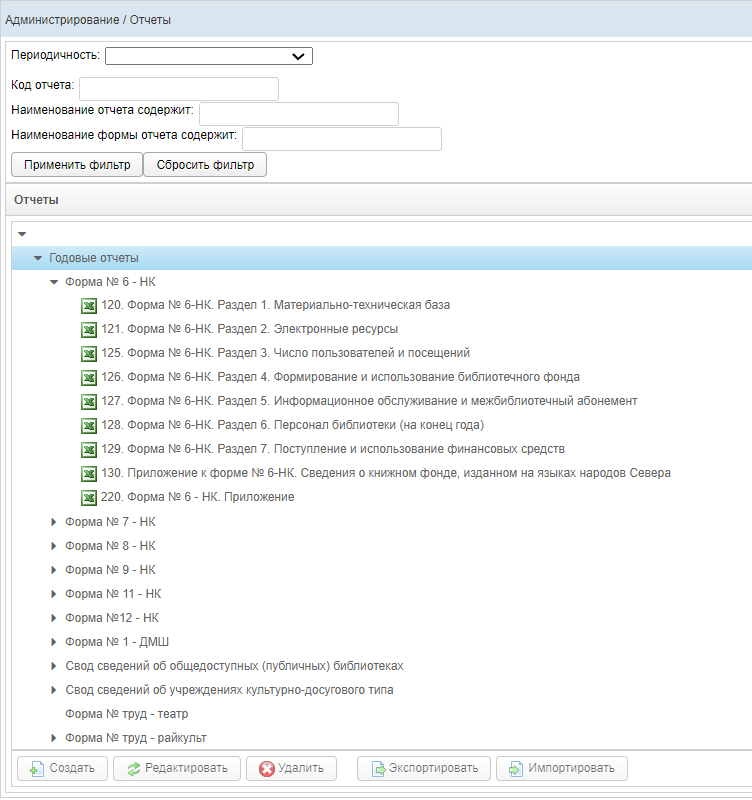 Администрирование / Отчеты
Периодичность:
Код отчета:
Наименование отчета содержит:
Наименование формы отчета содержит:
Применить фильтр Сбросить фильтр
Отчеты
Годовые отчеты
Форма № 6 - НК
120. Форма № 6-НК. Раздел 1. Материально-техническая база
121. Форма № 6-НК. Раздел 2. Электронные ресурсы
125. Форма № 6-НК. Раздел 3. Число пользователей и посещений
126. Форма № 6-НК. Раздел 4. Формирование и использование библиотечного фонда
127. Форма № 6-НК. Раздел 5. Информационное обслуживание и межбиблиотечный абонемент
128. Форма № 6-НК. Раздел 6. Персонал библиотеки (на конец года)
129. Форма № 6-НК. Раздел 7. Поступление и использование финансовых средств
130. Приложение к форме № 6-НК. Сведения о книжном фонде, изданном на языках народов Севера
220. Форма № 6 - НК. Приложение
Форма № 7 - НК
Форма № 8 - НК
Форма № 9 - НК
Форма № 11 - НК
Форма №12 - НК
Форма № 1 - ДМШ
Свод сведений об общедоступных (публичных) библиотеках
Свод сведений об учреждениях культурно-досугового типа
Форма № труд - театр
Форма № труд - райкульт
Создать Редактировать Удалить Экспортировать Импортировать